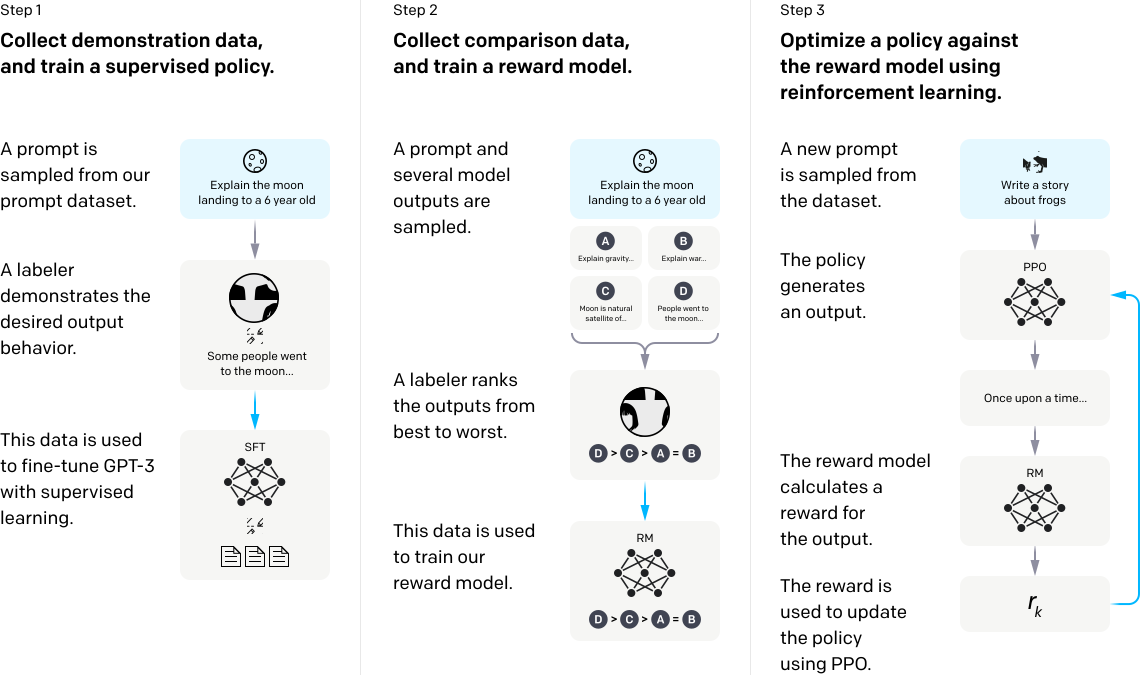 Step 1
Collect demonstration data,
and train a supervised policy.
A prompt is
sampled from our
prompt dataset.
Explain the moon
landing to a 6 year old
A labeler
demonstrates the
desired output
behavior.
Some people went
to the moon...
This data is used
to fine-tune GPT-3
with supervised
learning.
SFT
Step 2
Collect comparison data,
and train a reward model.
A prompt and
several model
outputs are
sampled.
Explain the moon
landing to a 6 year old
A
Explain gravity...
B
Explain war...
C
Moon is natural
satellite of...
D
People went to
the moon...
A labeler ranks
the outputs from
best to worst.
D > C > A = B
This data is used
to train our
reward model.
RM
D > C > A = B
Step 3
Optimize a policy against
the reward model using
reinforcement learning.
A new prompt
is sampled from
the dataset.
Write a story
about frogs
The policy
generates
an output.
PPO
Once upon a time...
The reward model
calculates a
reward for
the output.
RM
The reward is
used to update
the policy
using PPO.
r_k